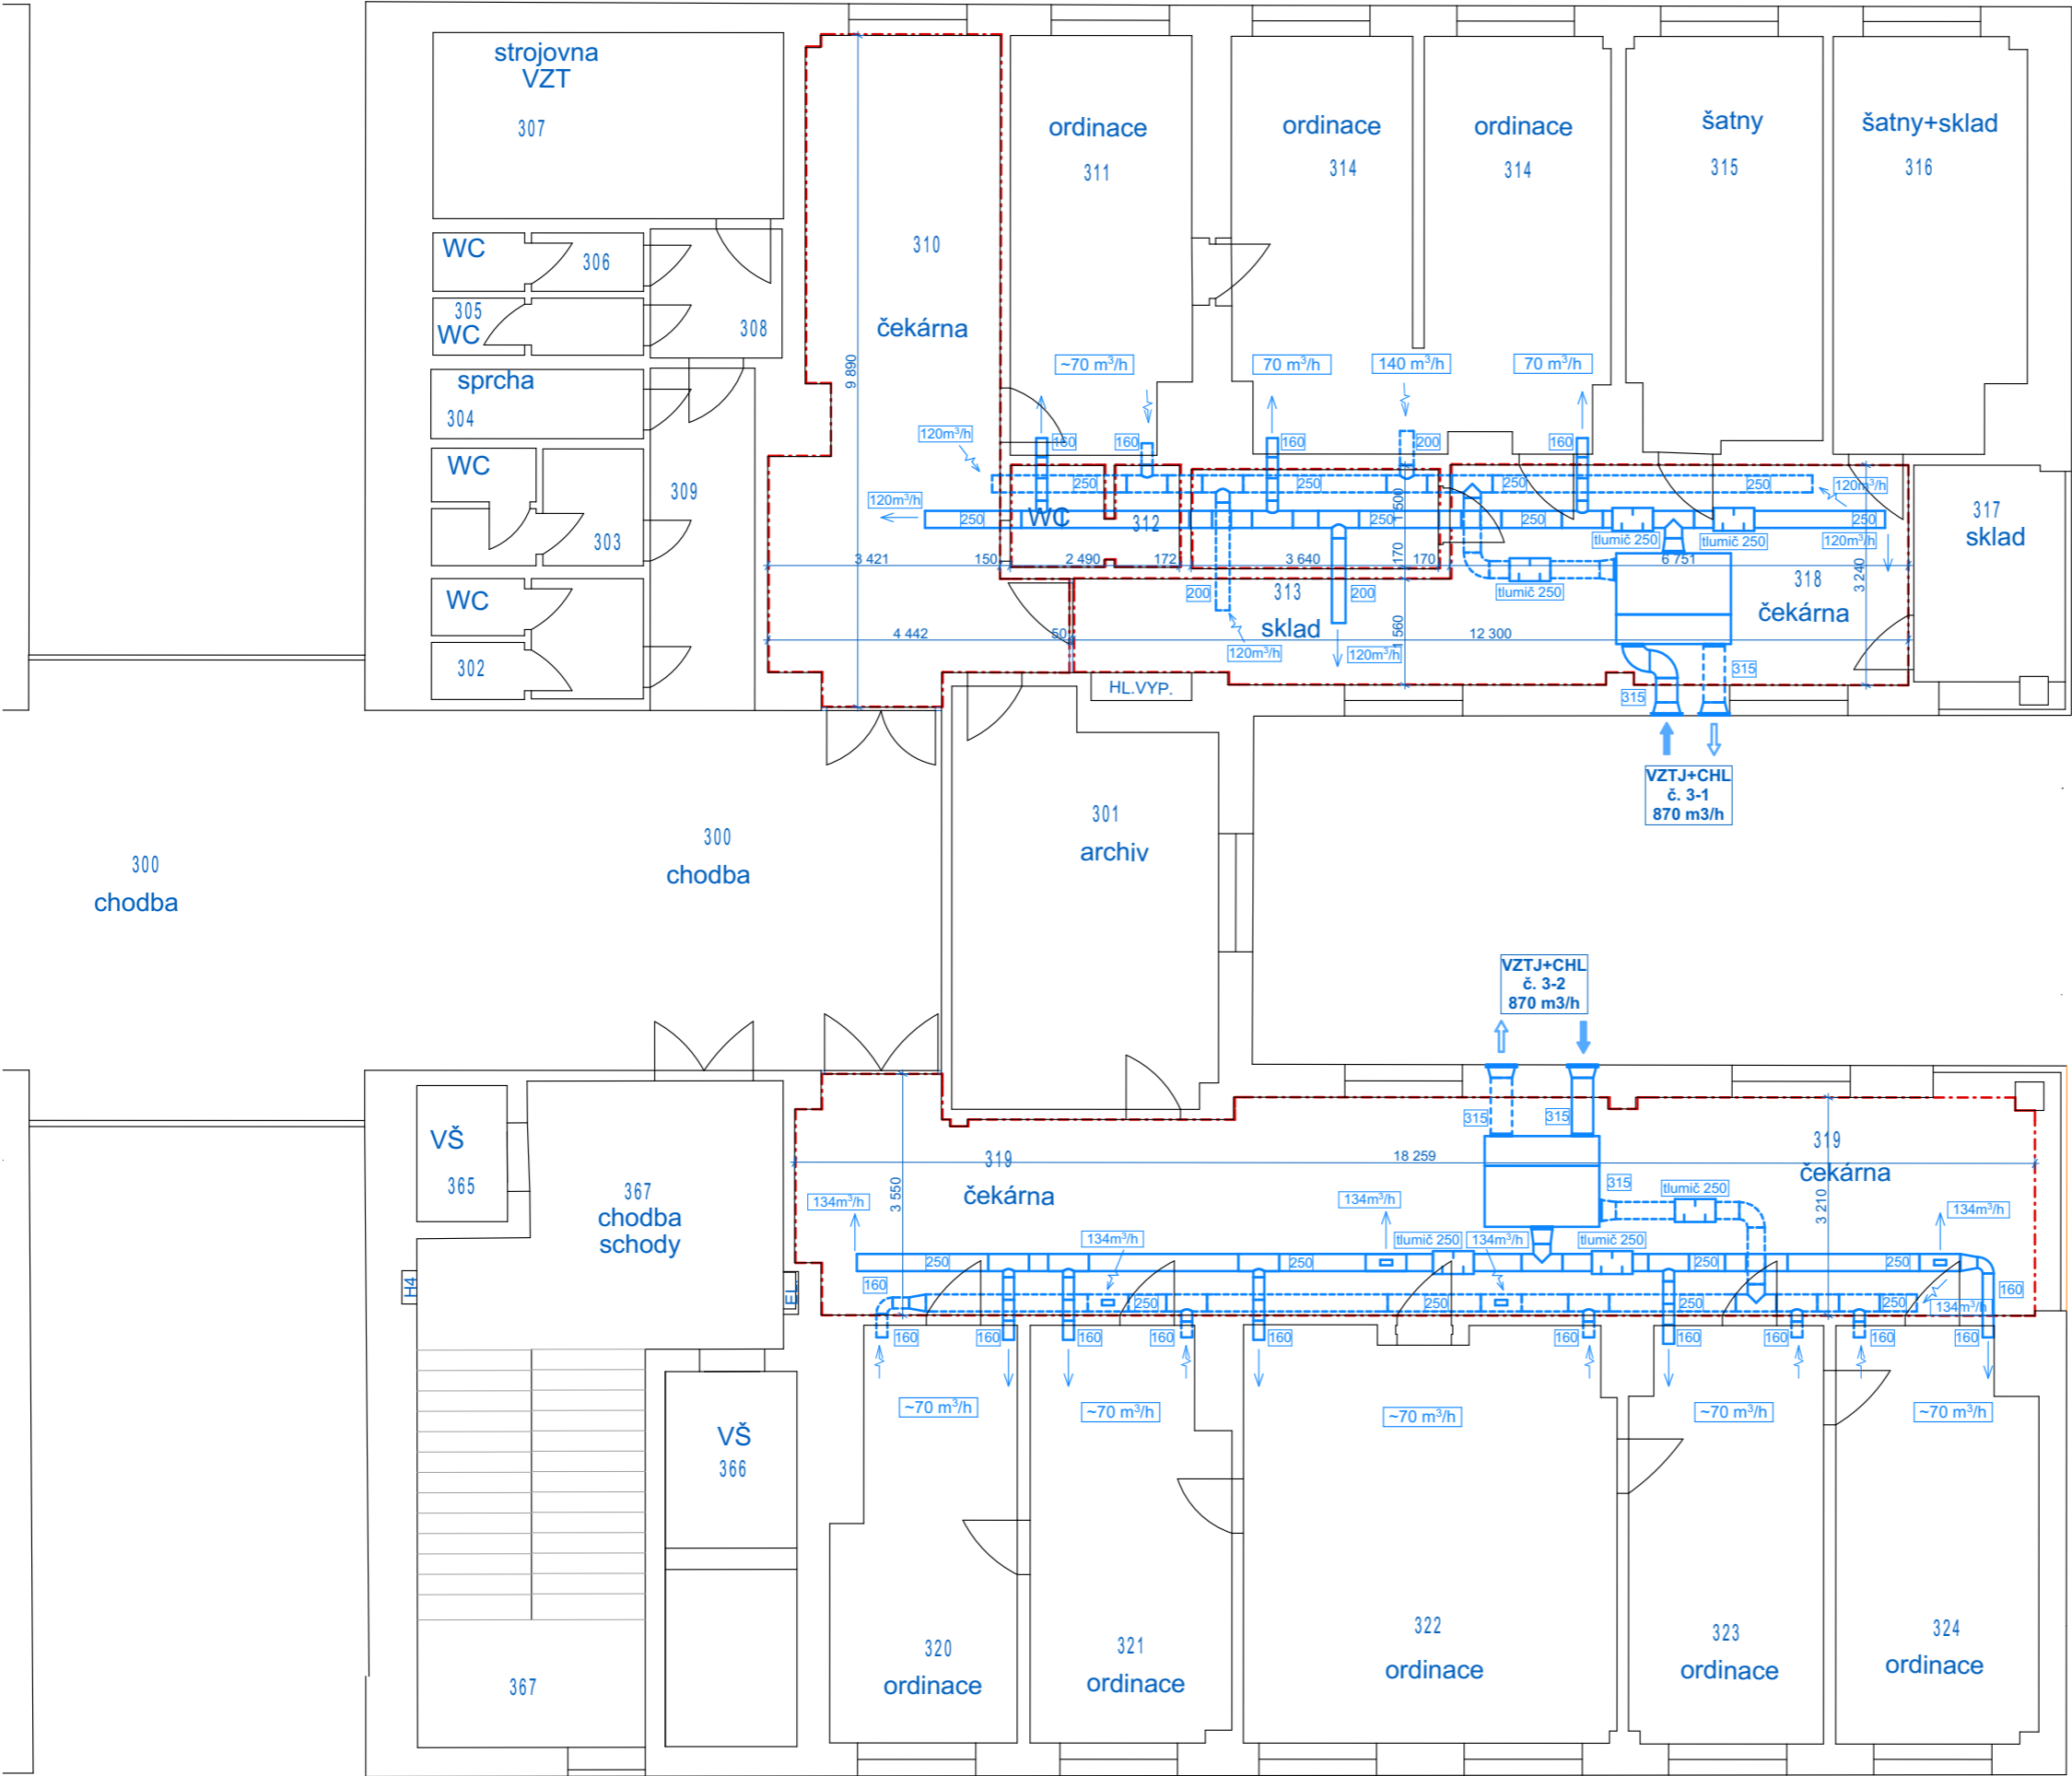 strojovna
VZT
307
WC
306
305
WC
308
sprcha
304
WC
309
303
WC
302
310
čekárna
9 890
ordinace
311
ordinace
314
ordinace
314
šatny
315
šatny+sklad
316
~70 m³/h
70 m³/h
140 m³/h
70 m³/h
120m³/h
160
160
160
200
160
250
250
250
250
120m³/h
120m³/h
250
WC
312
250
1 500
250
250
tlumič 250
tlumič 250
120m³/h
317
sklad
3 421
150
2 490
172
3 640
170
170
6 751
3 240
318
čekárna
tlumič 250
200
313
200
sklad
4 442
50
1 560
12 300
120m³/h
120m³/h
HL.VYP.
315
315
VZTJ+CHL
č. 3-1
870 m3/h
301
archiv
300
chodba
300
chodba
VZTJ+CHL
č. 3-2
870 m3/h
VŠ
365
367
chodba
schody
H4
EL
315
315
319
čekárna
18 259
319
čekárna
3 550
3 210
134m³/h
134m³/h
315
tlumič 250
134m³/h
134m³/h
tlumič 250
134m³/h
tlumič 250
250
250
250
250
160
160
250
250
250
250
134m³/h
160
160
160
160
160
160
160
160
160
160
~70 m³/h
~70 m³/h
~70 m³/h
~70 m³/h
~70 m³/h
VŠ
366
367
320
ordinace
321
ordinace
322
ordinace
323
ordinace
324
ordinace